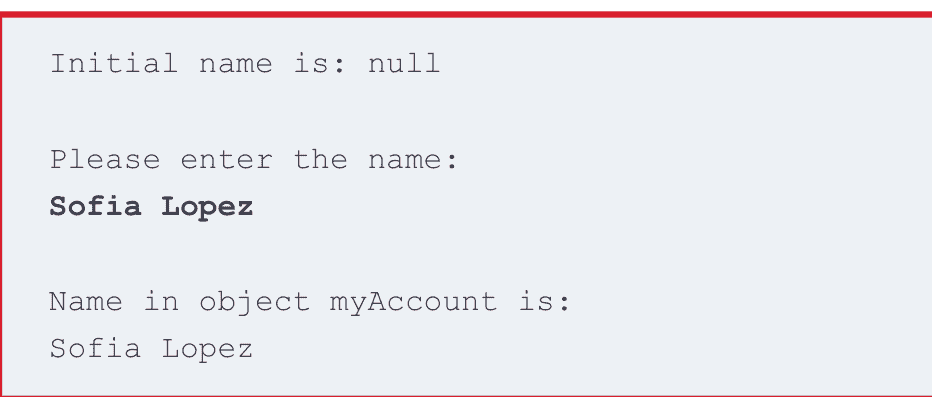 Initial name is: null
Please enter the name:
Sofia Lopez
Name in object myAccount is:
Sofia Lopez